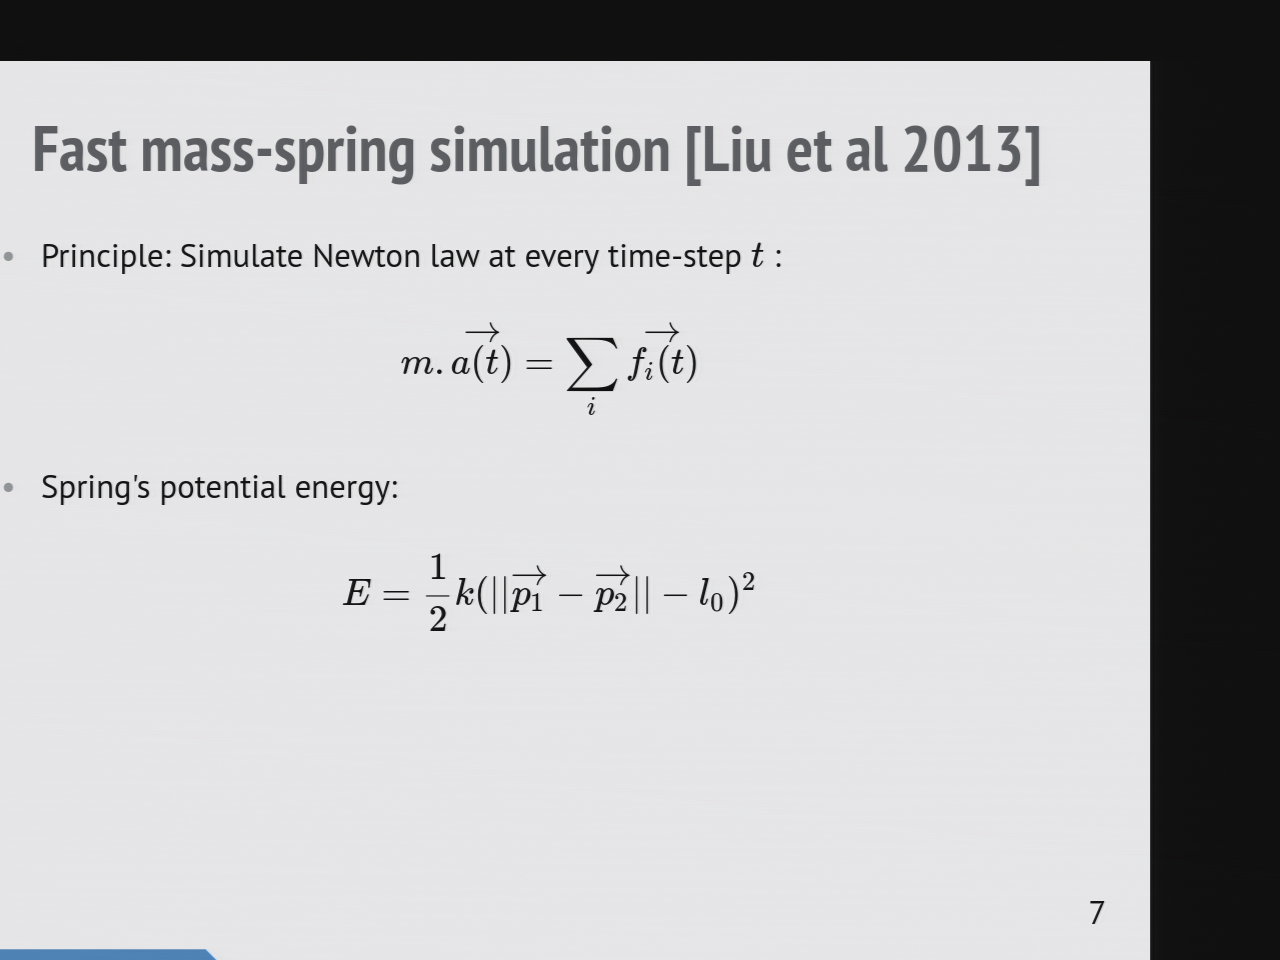 Fast mass-spring simulation [Liu et al 2013]
• Principle: Simulate Newton law at every time-step $t$ :
$m.\overrightarrow{a(t)} = \sum_{i} \overrightarrow{f_i(t)}$
• Spring's potential energy:
$E = \frac{1}{2}k(||\overrightarrow{p_1} - \overrightarrow{p_2}|| - l_0)^2$
7